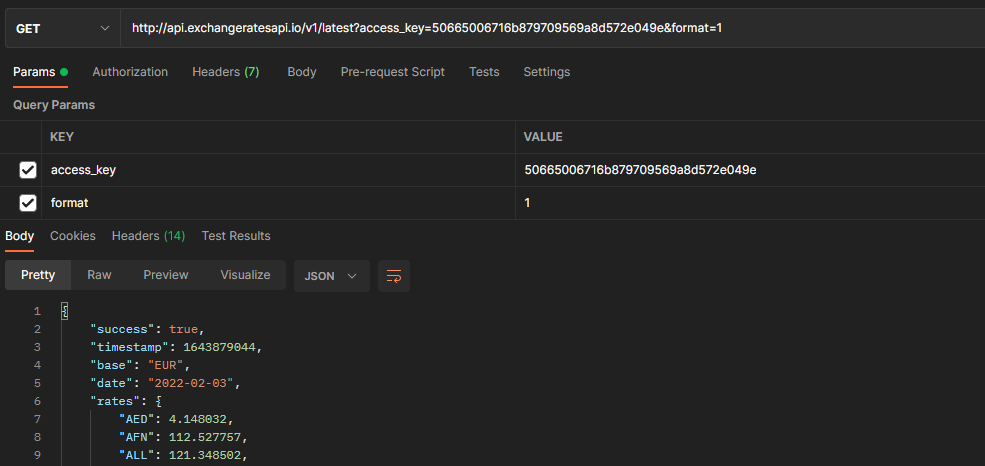 GET http://api.exchangeratesapi.io/v1/latest?access_key=50665006716b879709569a8d572e049e&format=1
Params Authorization Headers (7) Body Pre-request Script Tests Settings
Query Params
KEY VALUE
access_key 50665006716b879709569a8d572e049e
format 1
Body Cookies Headers (14) Test Results
Pretty Raw Preview Visualize JSON
1 {
2 "success": true,
3 "timestamp": 1643879044,
4 "base": "EUR",
5 "date": "2022-02-03",
6 "rates": {
7 "AED": 4.148032,
8 "AFN": 112.527757,
9 "ALL": 121.348502,